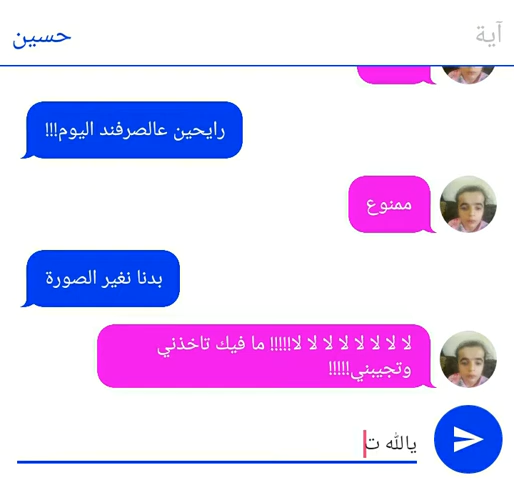 آية
حسين
رايحين عالصرفند اليوم!!!
ممنوع
بدنا نغير الصورة
لا لا لا لا لا لا لا لا!!!!! ما فيك تاخذني
وتجيبني!!!!!
يالله ت